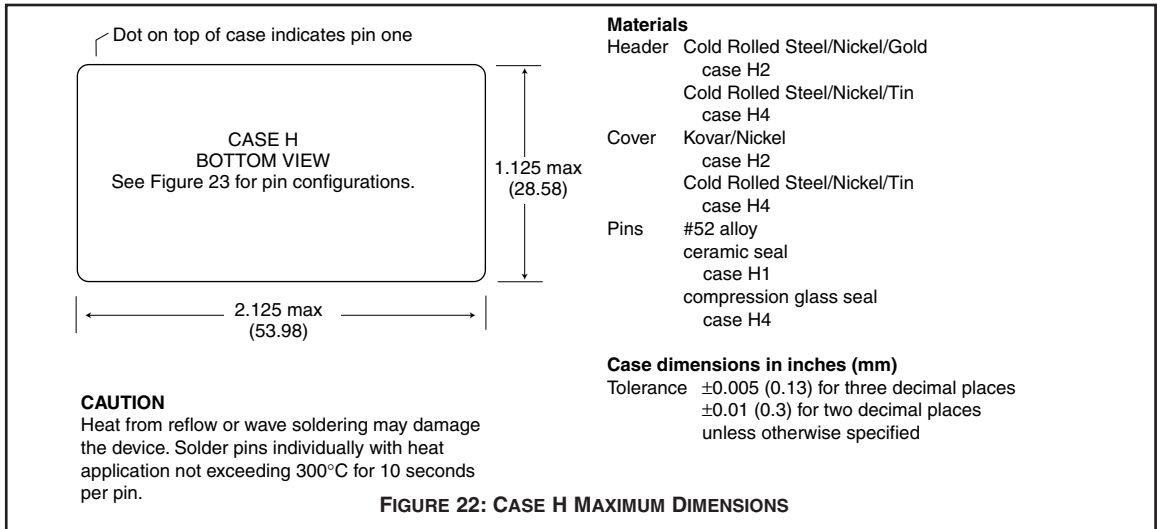 Dot on top of case indicates pin one
CASE H
BOTTOM VIEW
See Figure 23 for pin configurations.
1.125 max
(28.58)
2.125 max
(53.98)
CAUTION
Heat from reflow or wave soldering may damage
the device. Solder pins individually with heat
application not exceeding 300°C for 10 seconds
per pin.
Materials
Header Cold Rolled Steel/Nickel/Gold
case H2
Cold Rolled Steel/Nickel/Tin
case H4
Cover Kovar/Nickel
case H2
Cold Rolled Steel/Nickel/Tin
case H4
Pins #52 alloy
ceramic seal
case H1
compression glass seal
case H4
Case dimensions in inches (mm)
Tolerance ±0.005 (0.13) for three decimal places
±0.01 (0.3) for two decimal places
unless otherwise specified
FIGURE 22: CASE H MAXIMUM DIMENSIONS